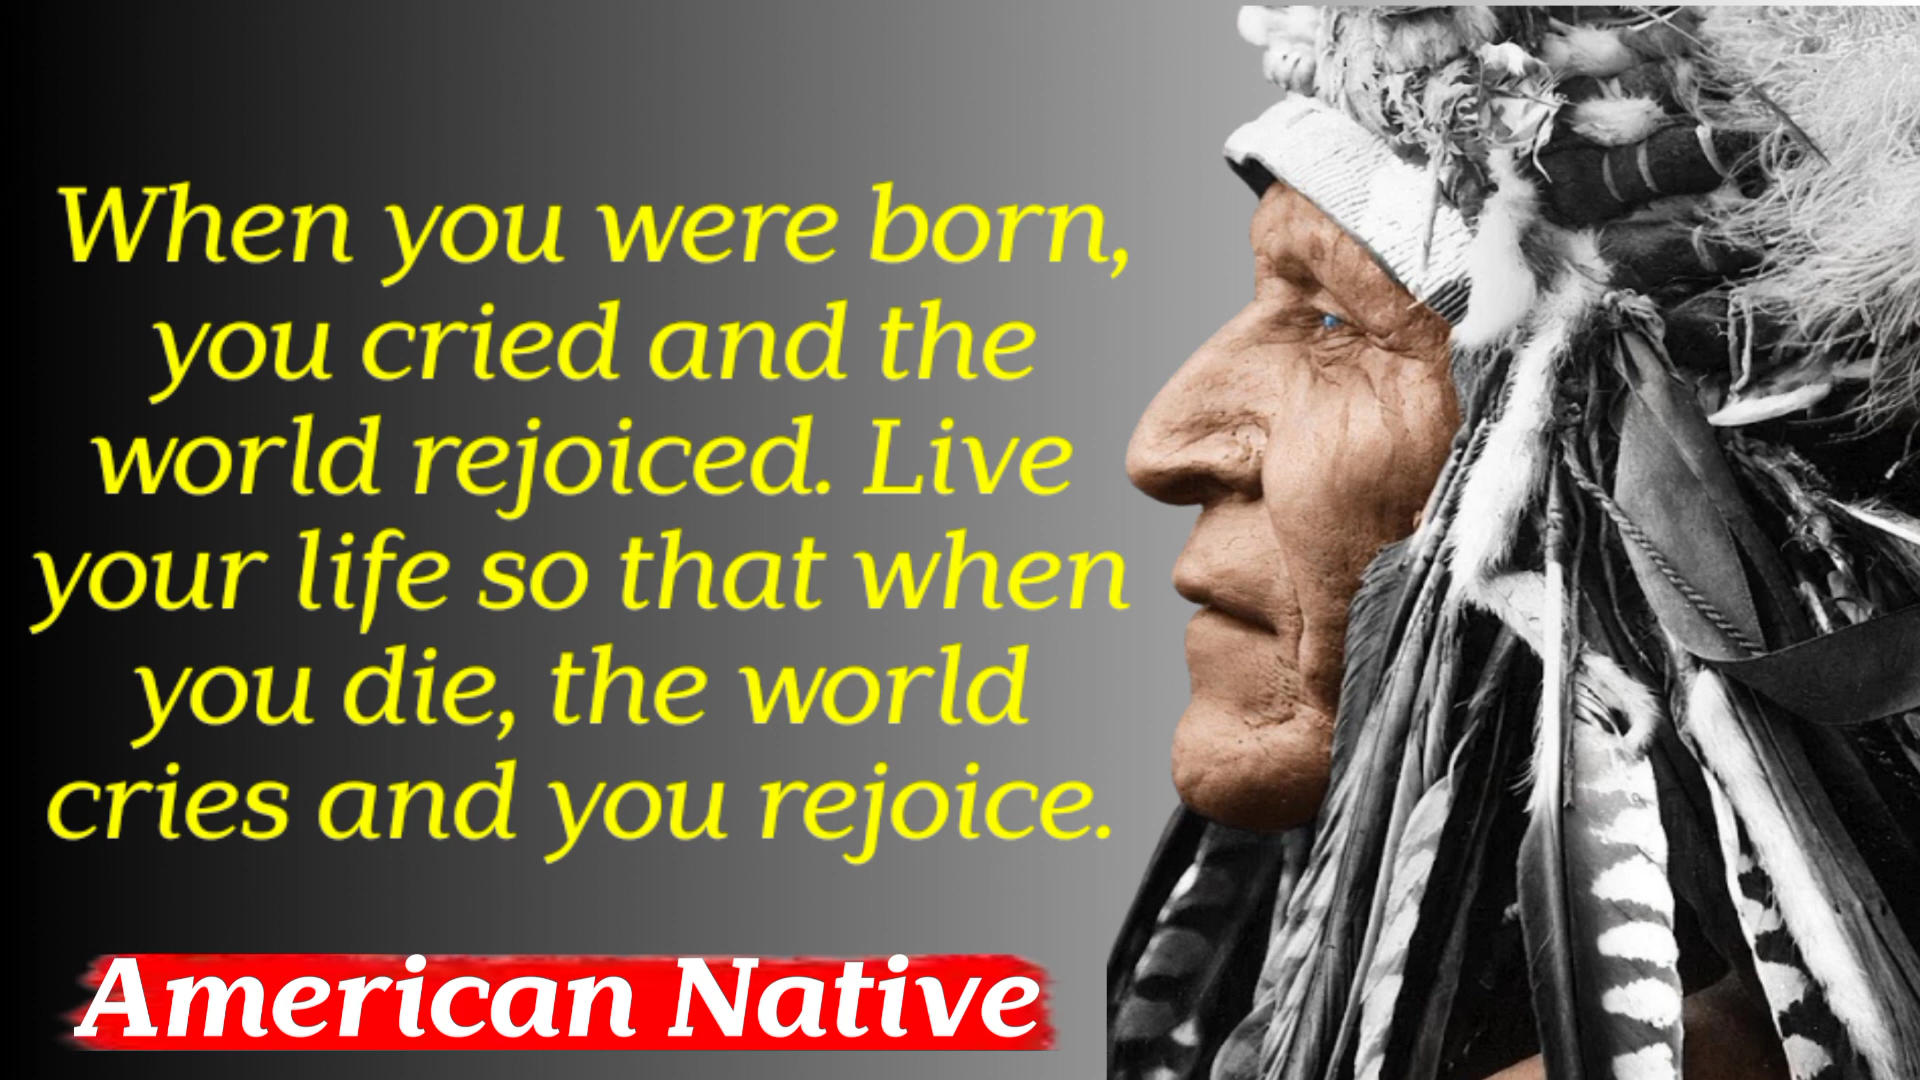 When you were born,
you cried and the
world rejoiced. Live
your life so that when
you die, the world
cries and you rejoice.
American Native